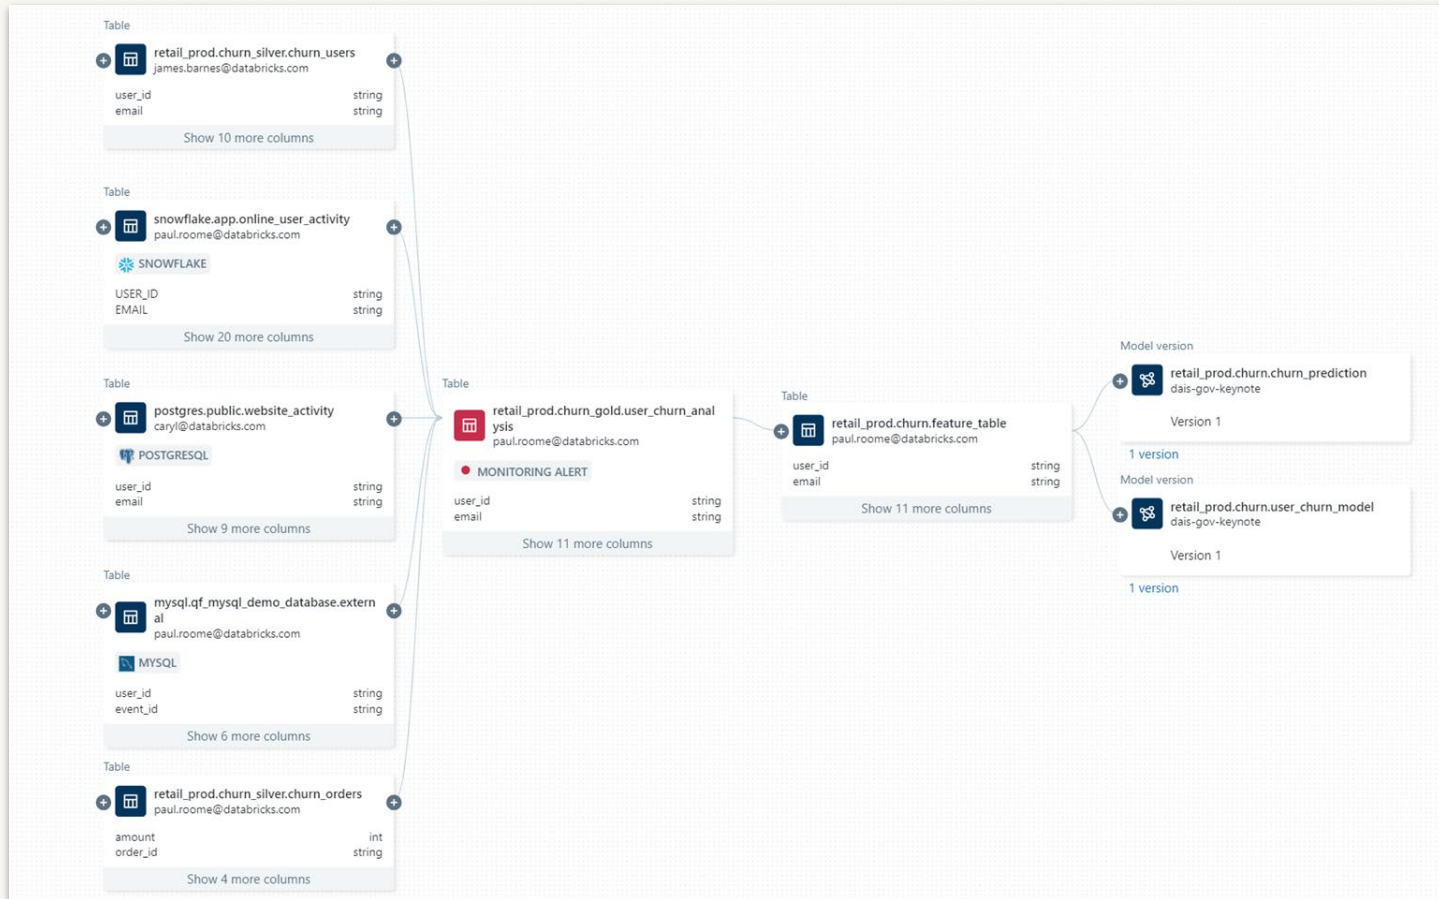 Table
retail_prod.churn_silver.churn_users
james.barnes@databricks.com
user_id string
email string
Show 10 more columns
Table
snowflake.app.online_user_activity
paul.roome@databricks.com
SNOWFLAKE
USER_ID string
EMAIL string
Show 20 more columns
Table
postgres.public.website_activity
caryl@databricks.com
POSTGRESQL
user_id string
email string
Show 9 more columns
Table
mysql.qf_mysql_demo_database.extern
al
paul.roome@databricks.com
MYSQL
user_id string
event_id string
Show 6 more columns
Table
retail_prod.churn_silver.churn_orders
paul.roome@databricks.com
amount int
order_id string
Show 4 more columns
Table
retail_prod.churn_gold.user_churn_anal
ysis
paul.roome@databricks.com
MONITORING ALERT
user_id string
email string
Show 11 more columns
Table
retail_prod.churn.feature_table
paul.roome@databricks.com
user_id string
email string
Show 11 more columns
Model version
retail_prod.churn.churn_prediction
dais-gov-keynote
Version 1
1 version
Model version
retail_prod.churn.user_churn_model
dais-gov-keynote
Version 1
1 version